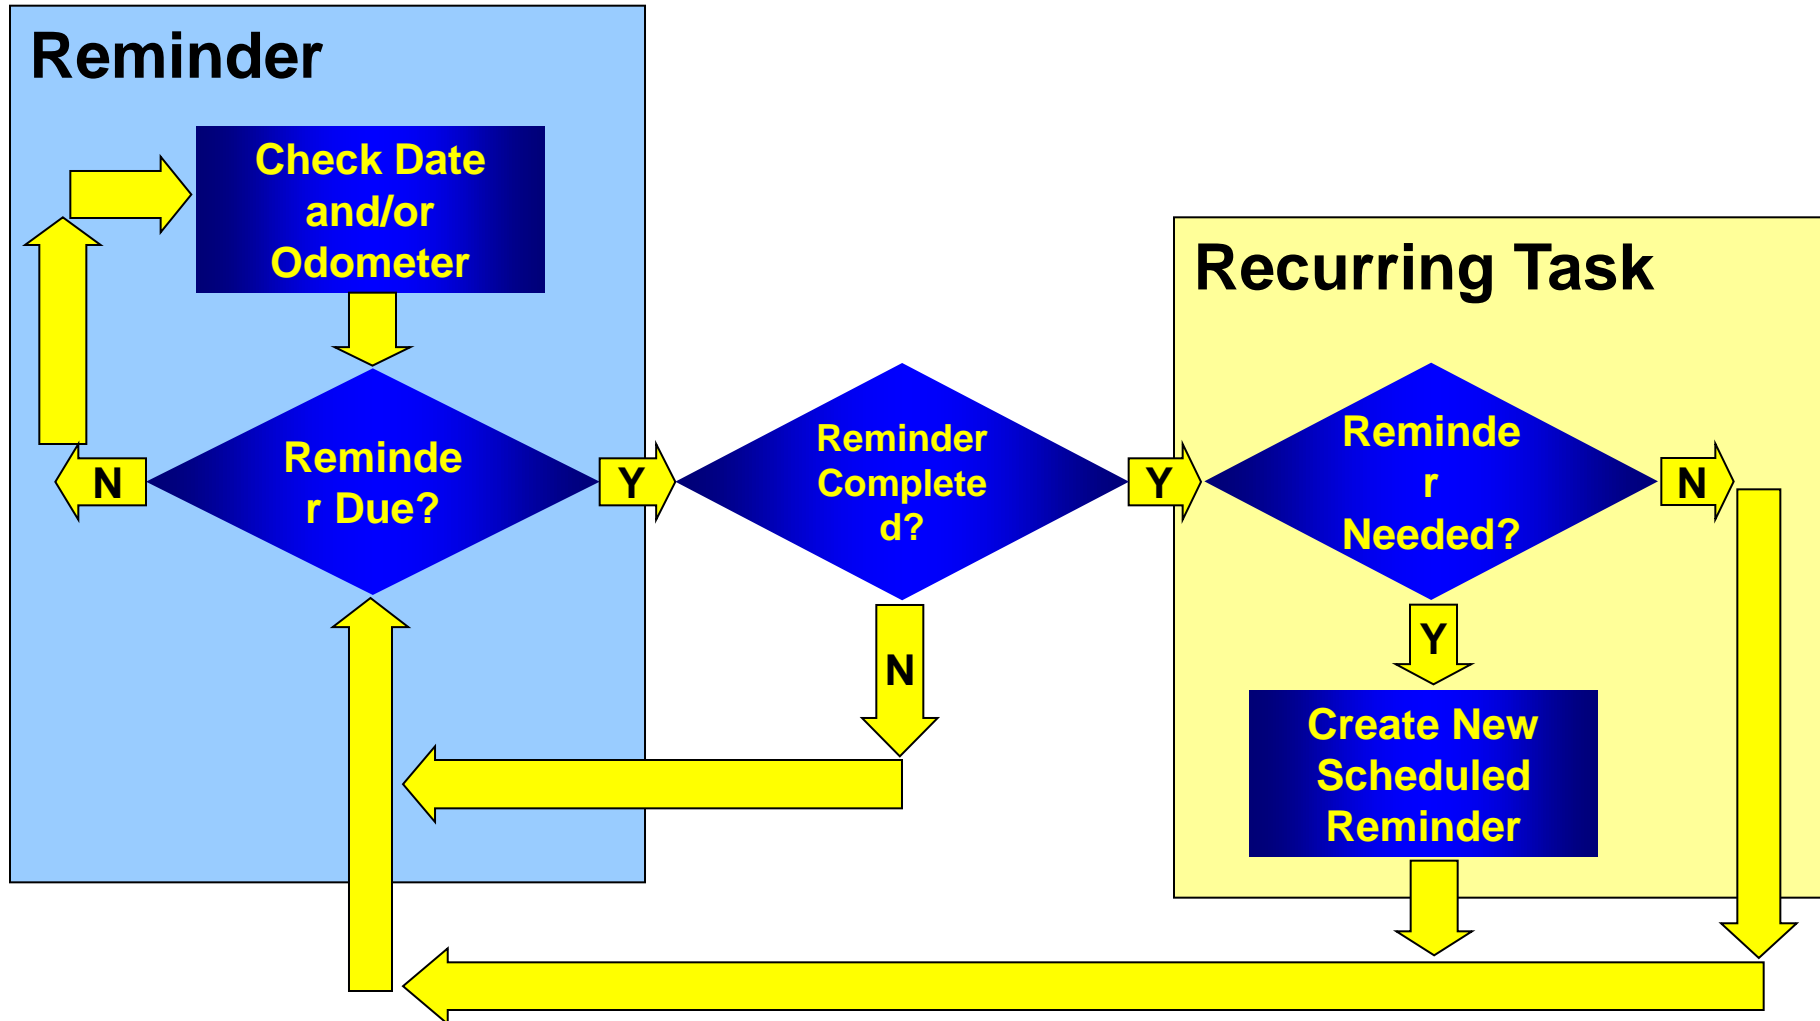 Reminder
Check Date
and/or
Odometer
Recurring Task
N
Reminde
r Due?
Y
Reminder
Complete
d?
Y
Reminde
r
Needed?
N
N
Y
Create New
Scheduled
Reminder